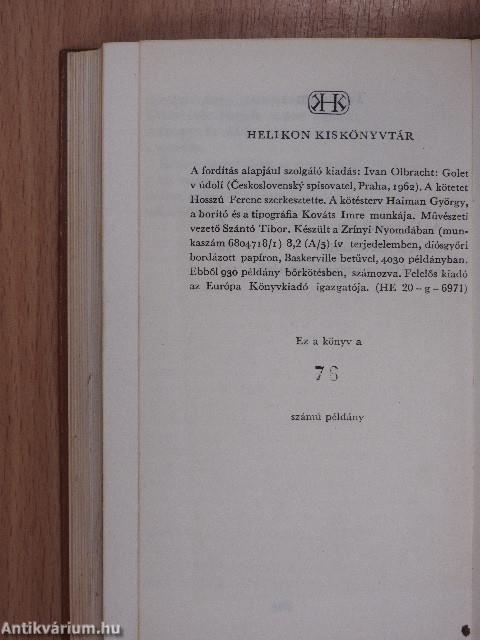 KHK
HELIKON KISKÖNYVTÁR
A fordítás alapjául szolgáló kiadás: Ivan Olbracht: Golet
v údolí (Československý spisovatel, Praha, 1962). A kötetet
Hosszú Ferenc szerkesztette. A kötésterv Haiman György,
a borító és a tipográfia Kováts Imre munkája. Művészeti
vezető Szántó Tibor. Készült a Zrínyi Nyomdában (mun-
kaszám 6804718/1) 8,2 (A/5) ív terjedelemben, diósgyőri
bordázott papíron, Baskerville betűvel, 4030 példányban.
Ebből 930 példány bőrkötésben, számozva. Felelős kiadó
az Európa Könyvkiadó igazgatója. (HE 20-g-6971)
Ez a könyv a
76
számú példány
Antikvárium.hu